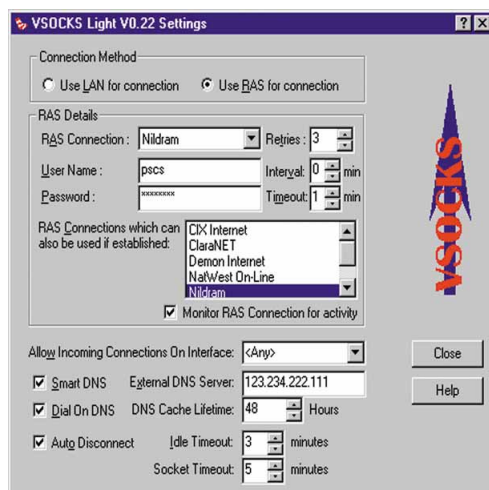 VSOCKS Light V0.22 Settings
Connection Method
Use LAN for connection
Use RAS for connection
RAS Details
RAS Connection : Nildram
Retries : 3
User Name : pscs
Interval: 0 min
Password : xxxxxxxx
Timeout: 1 min
RAS Connections which can also be used if established:
CIX Internet
ClaraNET
Demon Internet
NatWest On-Line
Nildram
Monitor RAS Connection for activity
VSOCKS
Allow Incoming Connections On Interface: <Any>
Close
Smart DNS
External DNS Server: 123.234.222.111
Help
Dial On DNS
DNS Cache Lifetime: 48 Hours
Auto Disconnect
Idle Timeout: 3 minutes
Socket Timeout: 5 minutes